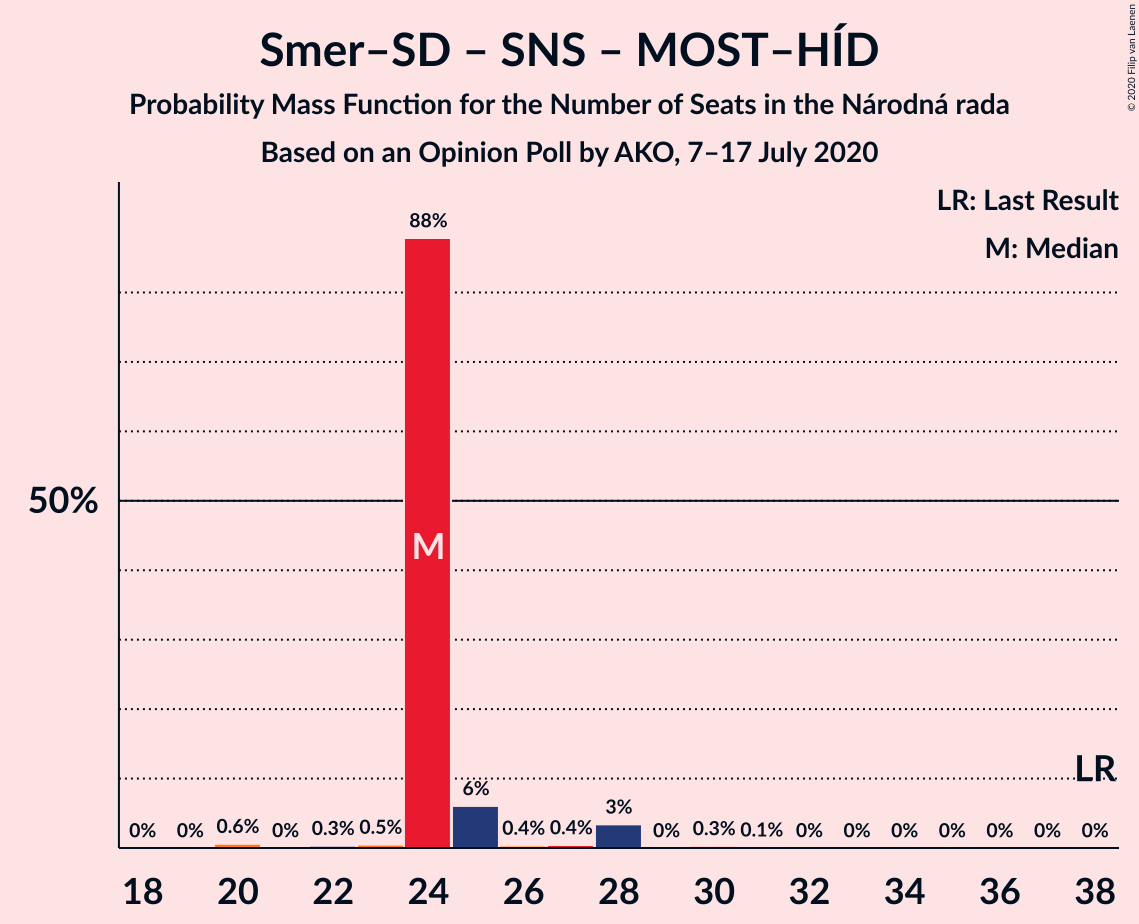 Smer–SD – SNS – MOST–HÍD
Probability Mass Function for the Number of Seats in the Národná rada
Based on an Opinion Poll by AKO, 7–17 July 2020
© 2020 Filip van Laenen
LR: Last Result
M: Median
88%
50%
M
LR
0% 0% 0.6% 0% 0.3% 0.5% 6% 0.4% 0.4% 3% 0% 0.3% 0.1% 0% 0% 0% 0% 0% 0% 0%
18 20 22 24 26 28 30 32 34 36 38